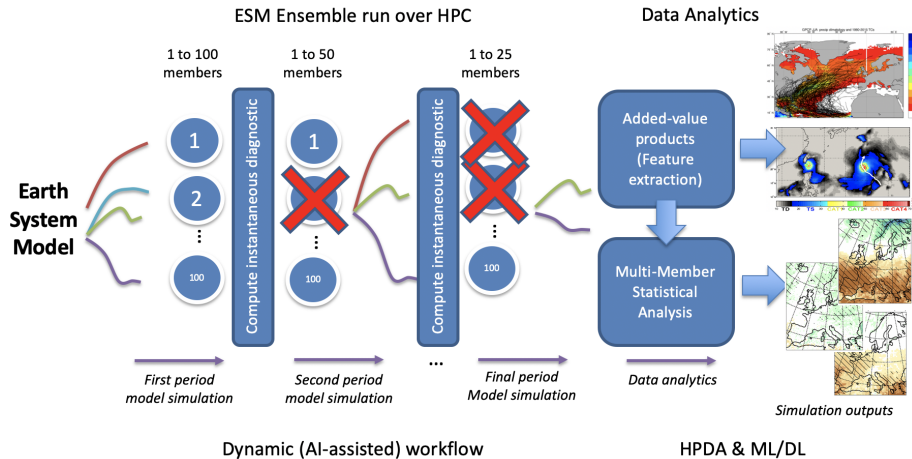 ESM Ensemble run over HPC
Data Analytics
1 to 100
members
1 to 50
members
1 to 25
members
Earth
System
Model
1
2
100
Compute instantaneous diagnostic
1
100
Compute instantaneous diagnostic
100
Added-value
products
(Feature
extraction)
Multi-Member
Statistical
Analysis
TD
TS
CAT4
First period
model simulation
Second period
model simulation
...
Final period
Model simulation
Data analytics
Simulation outputs
Dynamic (AI-assisted) workflow
HPDA & ML/DL